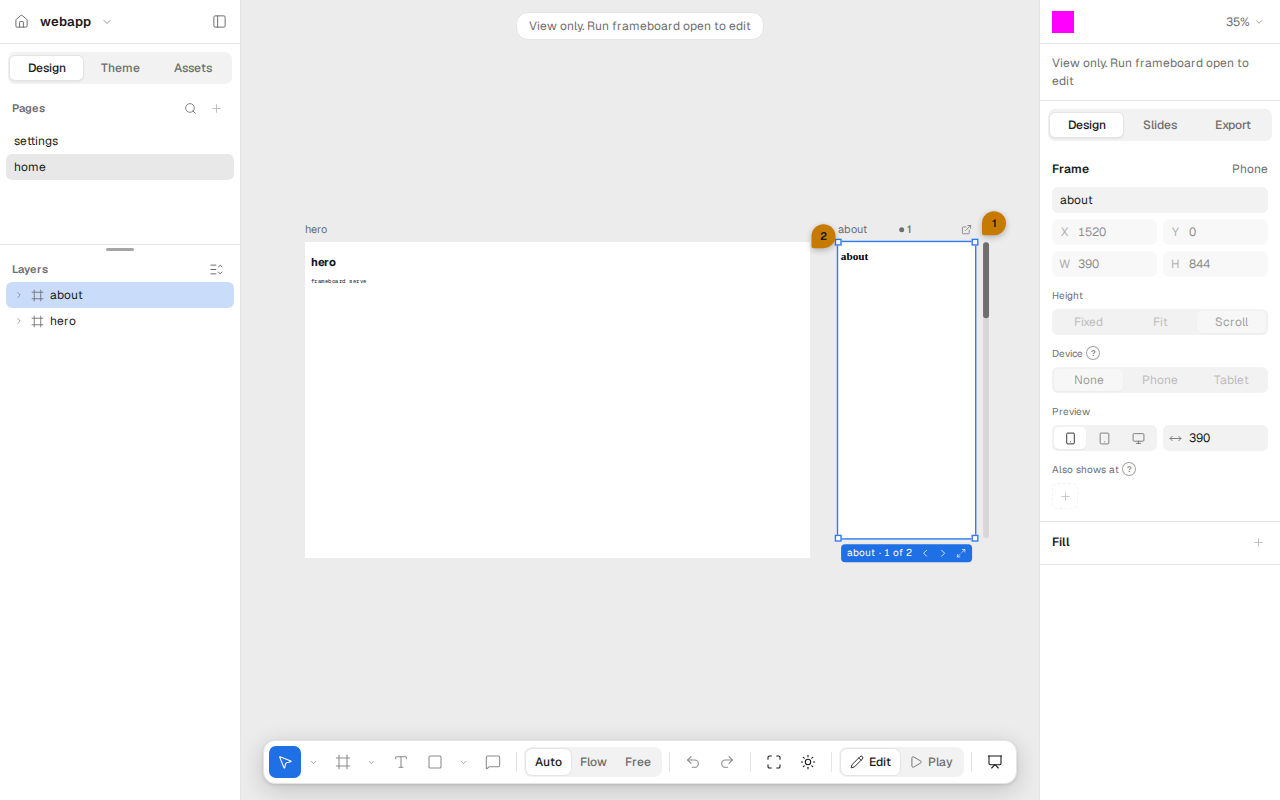 webapp
View only. Run frameboard open to edit
35%
View only. Run frameboard open to
edit
Design
Theme
Assets
Design
Slides
Export
Pages
settings
home
Frame
Phone
about
X 1520
Y 0
W 390
H 844
hero
2
about
1
1
hero
frameboard serve
about
Layers
about
hero
Height
Fixed
Fit
Scroll
Device ?
None
Phone
Tablet
Preview
390
Also shows at ?
Fill
about · 1 of 2
Auto
Flow
Free
Edit
Play